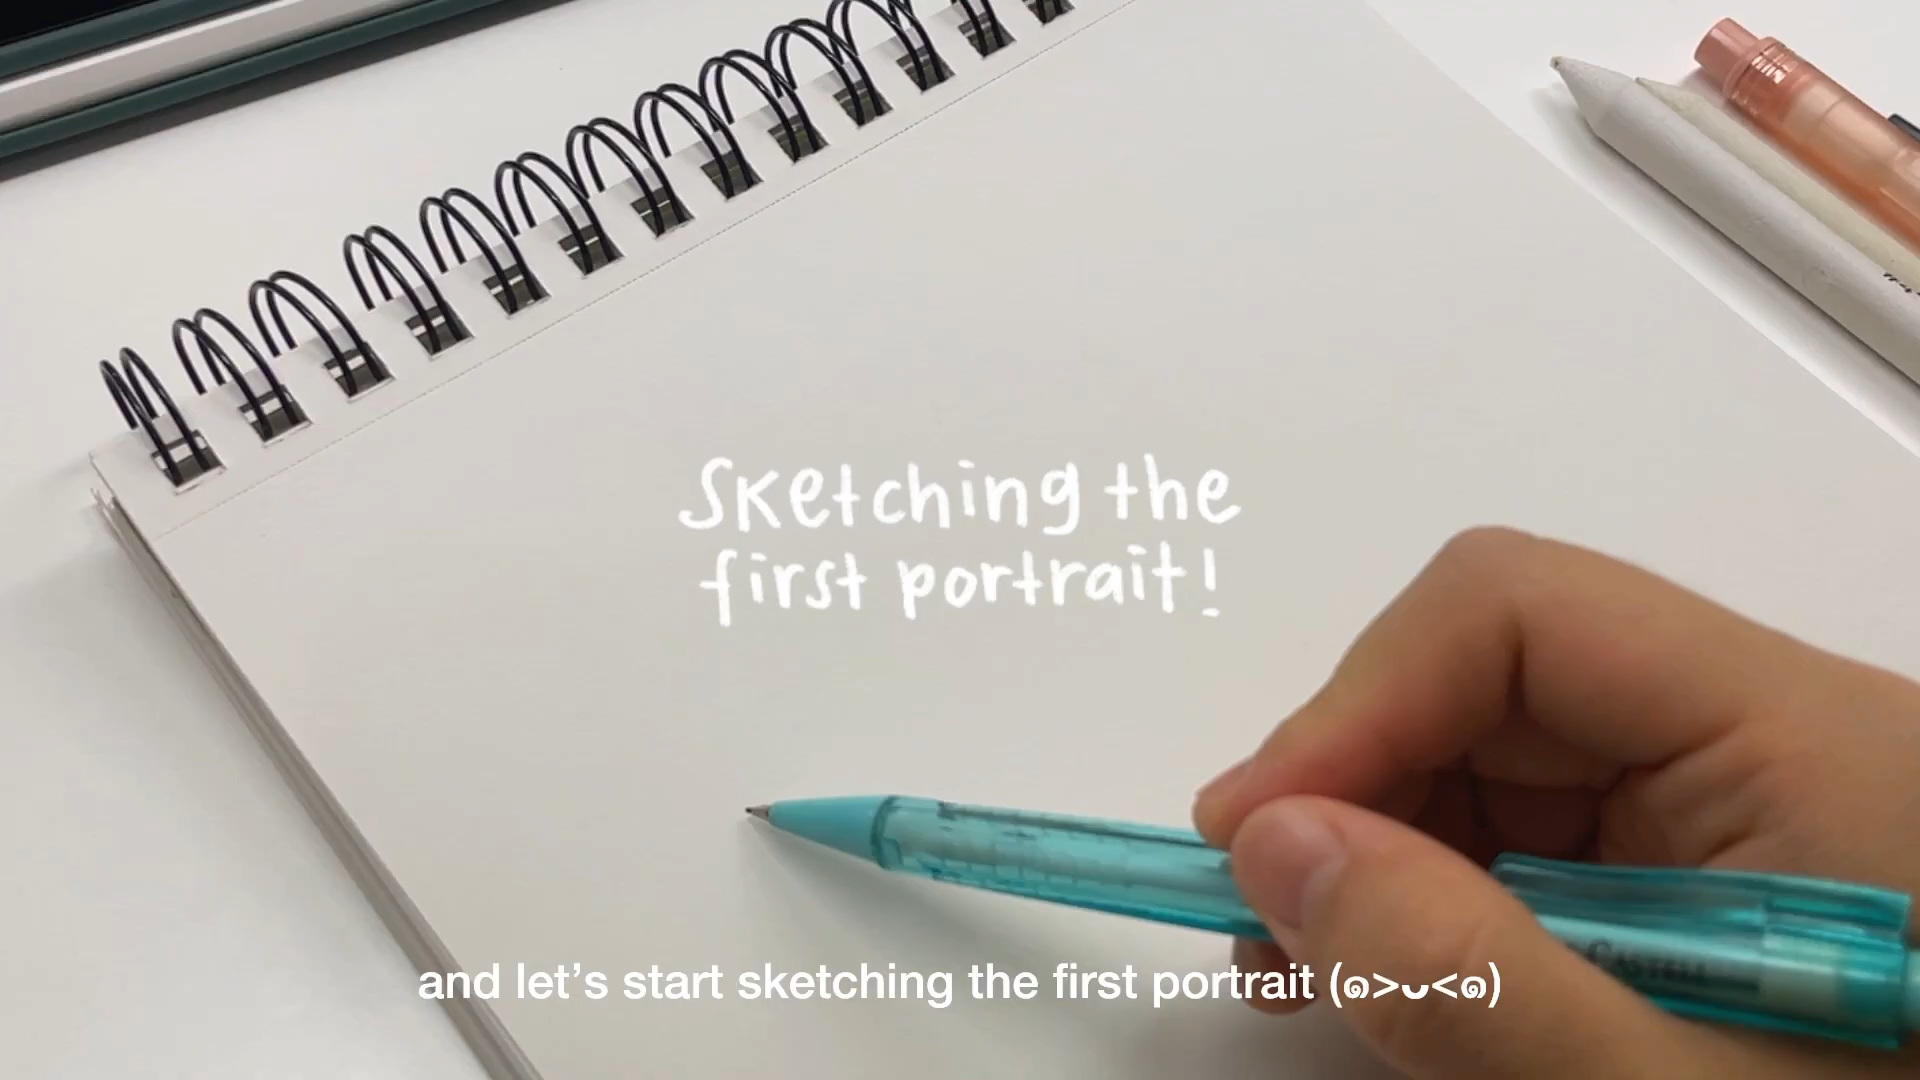 Sketching the
first portrait!
and let’s start sketching the first portrait (๑>ᴗ<๑)